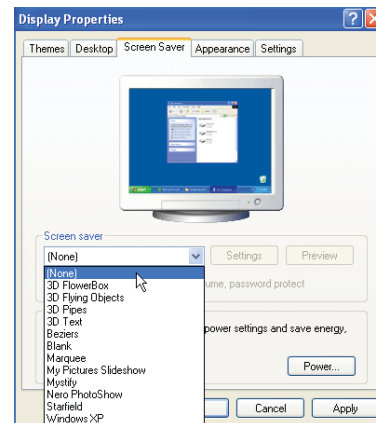 Display Properties
Themes Desktop Screen Saver Appearance Settings
Screen saver
(None) Settings Preview
(None)
3D FlowerBox
3D Flying Objects
3D Pipes
3D Text
Beziers
Blank
Marquee
My Pictures Slideshow
Mystify
Nero PhotoShow
Starfield
Windows XP
ume, password protect
power settings and save energy,
Power...
Cancel Apply